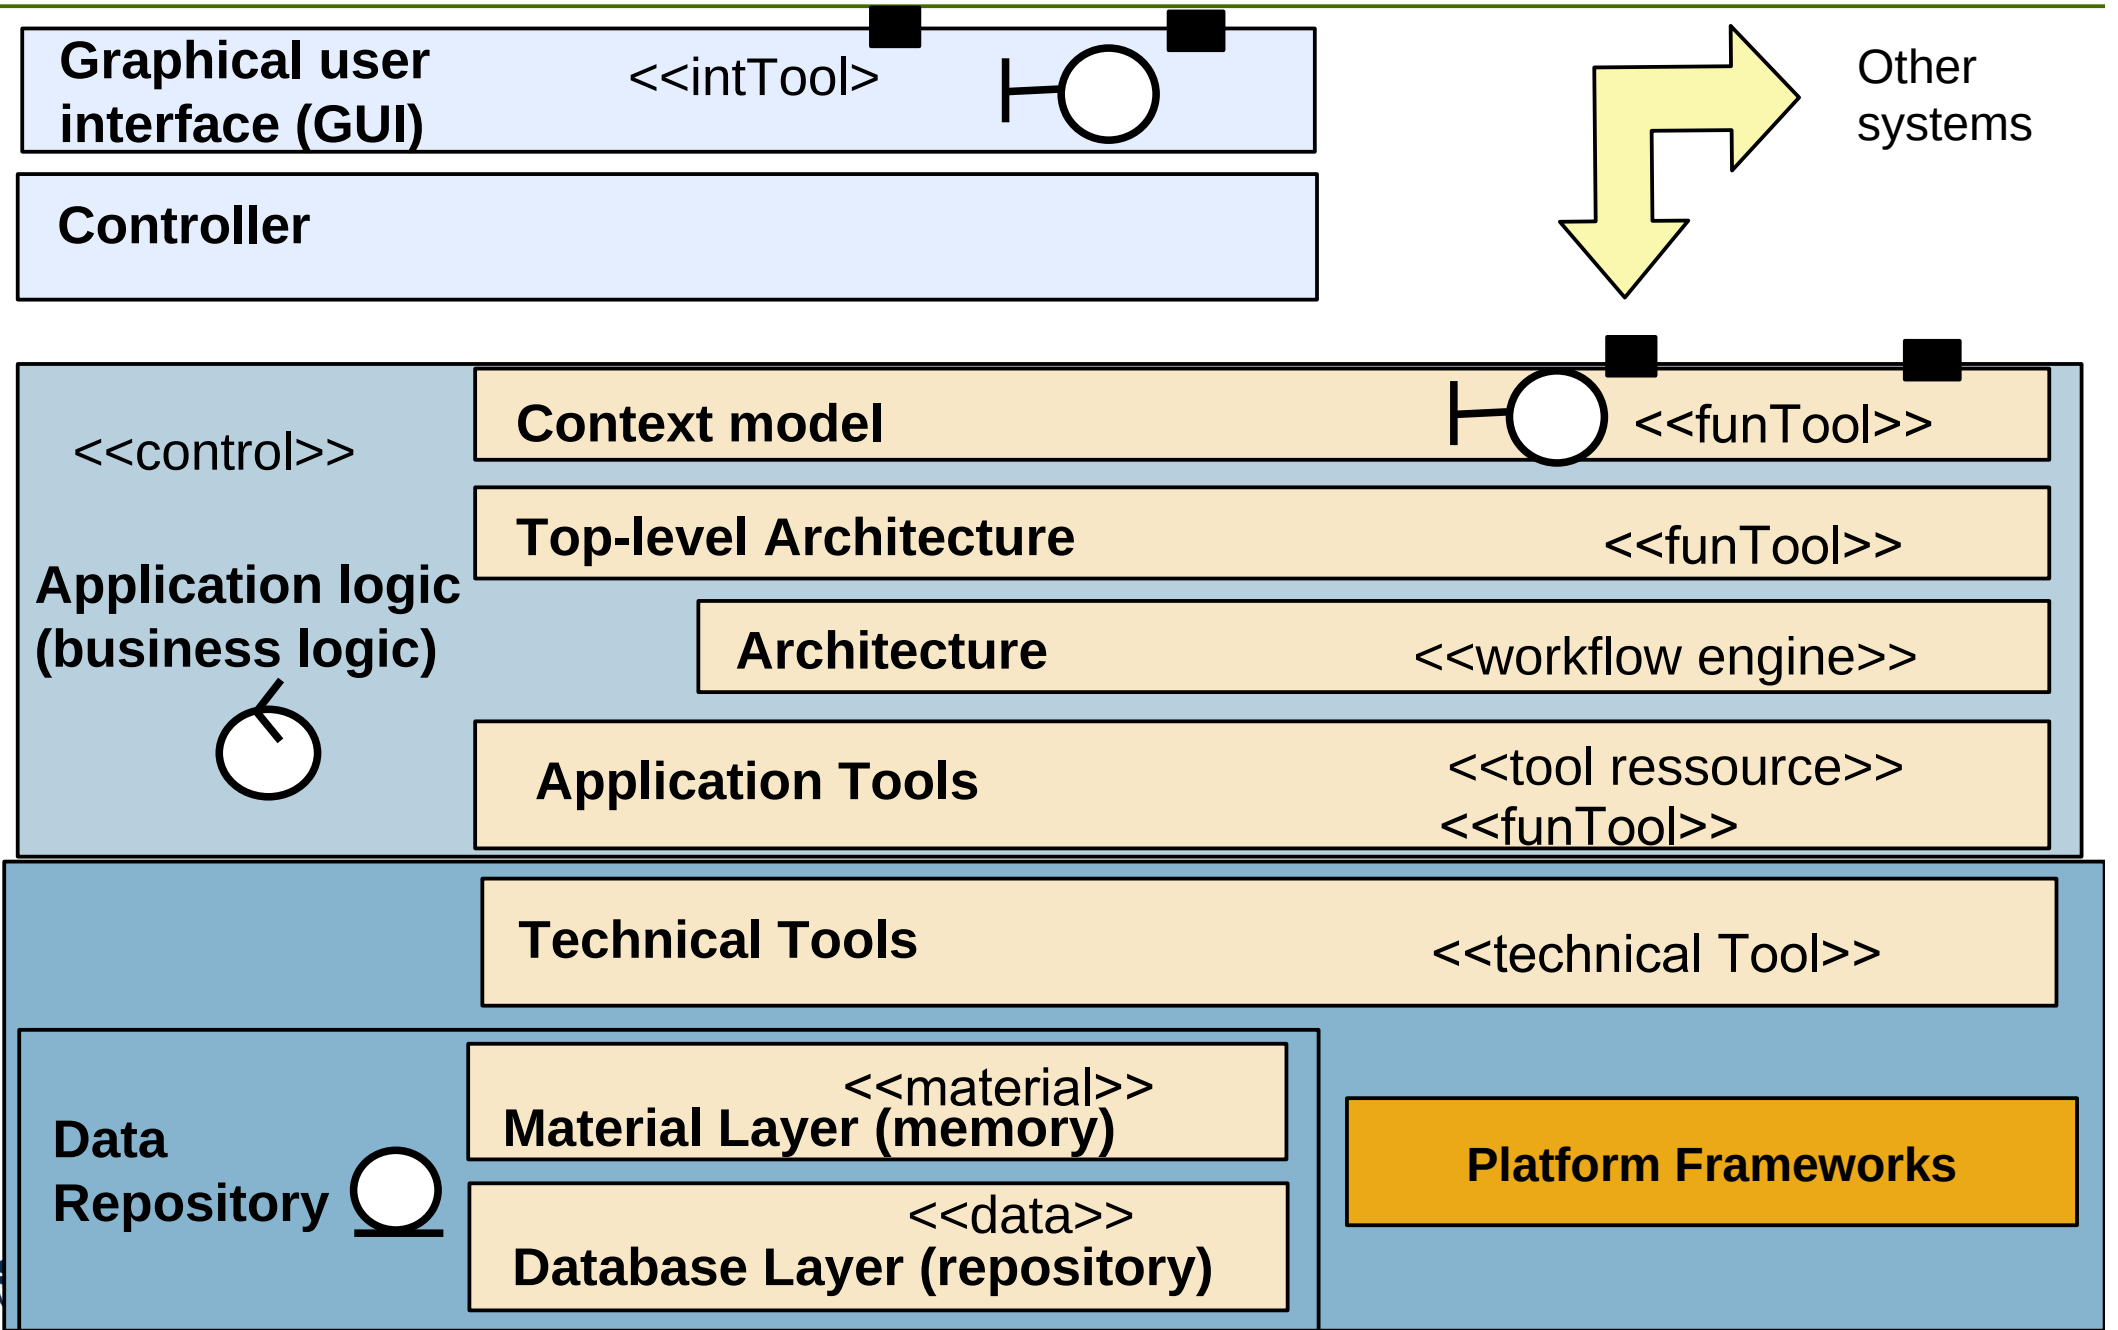 Graphical user
interface (GUI)
<<intTool>
Other
systems
Controller
<<control>>
Context model
<<funTool>>
Top-level Architecture
<<funTool>>
Application logic
(business logic)
Architecture
<<workflow engine>>
Application Tools
<<tool ressource>>
<<funTool>>
Technical Tools
<<technical Tool>>
Data
Repository
<<material>>
Material Layer (memory)
Platform Frameworks
<<data>>
Database Layer (repository)